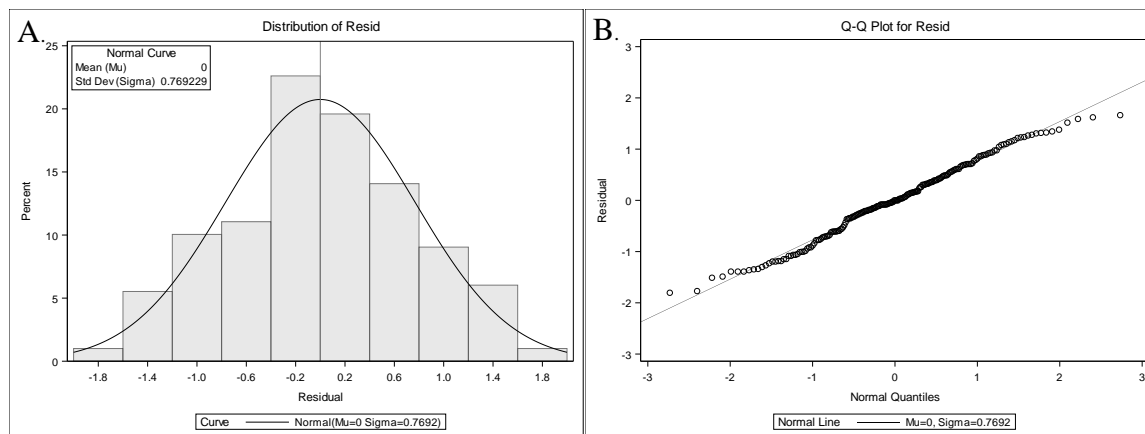 A.
Distribution of Resid
25
20
15
10
5
0
Percent
Normal Curve
Mean (Mu) 0
Std Dev (Sigma) 0.769229
-1.8 -1.4 -1.0 -0.6 -0.2 0.2 0.6 1.0 1.4 1.8
Residual
Curve Normal(Mu=0 Sigma=0.7692)
B.
Q-Q Plot for Resid
3
2
1
0
-1
-2
-3
Residual
-3 -2 -1 0 1 2 3
Normal Quantiles
Normal Line Mu=0, Sigma=0.7692